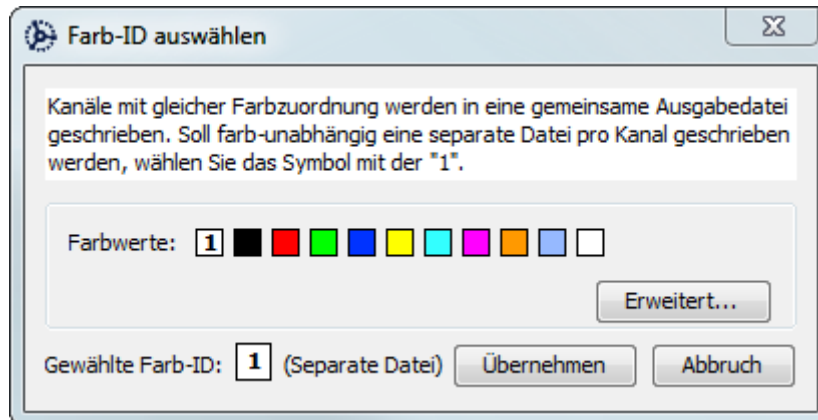 Farb-ID auswählen
Kanäle mit gleicher Farbzuordnung werden in eine gemeinsame Ausgabedatei
geschrieben. Soll farb-unabhängig eine separate Datei pro Kanal geschrieben
werden, wählen Sie das Symbol mit der "1".
Farbwerte: 1
Erweitert...
Gewählte Farb-ID: 1 (Separate Datei) Übernehmen Abbruch